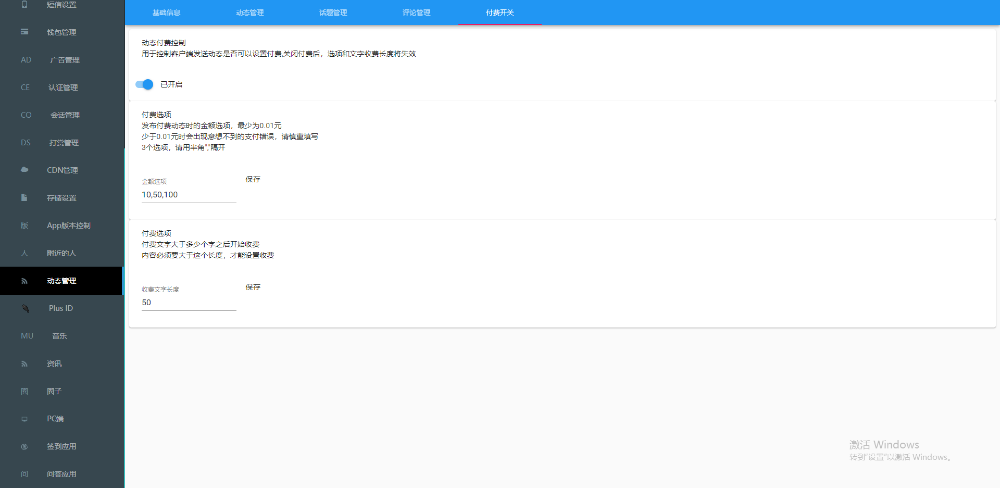 短信设置
钱包管理
AD 广告管理
CE 认证管理
CO 会话管理
DS 打赏管理
CDN管理
存储设置
版 App版本控制
人 附近的人
动态管理
Plus ID
MU 音乐
资讯
圈 圈子
PC端
签到应用
问 问答应用
基础信息 动态管理 话题管理 评论管理 付费开关
动态付费控制
用于控制客户端发送动态是否可以设置付费,关闭付费后，选项和文字收费长度将失效
已开启
付费选项
发布付费动态时的金额选项，最少为0.01元
少于0.01元时会出现意想不到的支付错误，请慎重填写
3个选项，请用半角","隔开
金额选项
10,50,100
保存
付费选项
付费文字大于多少个字之后开始收费
内容必须要大于这个长度，才能设置收费
收费文字长度
50
保存
激活 Windows
转到"设置"以激活 Windows。